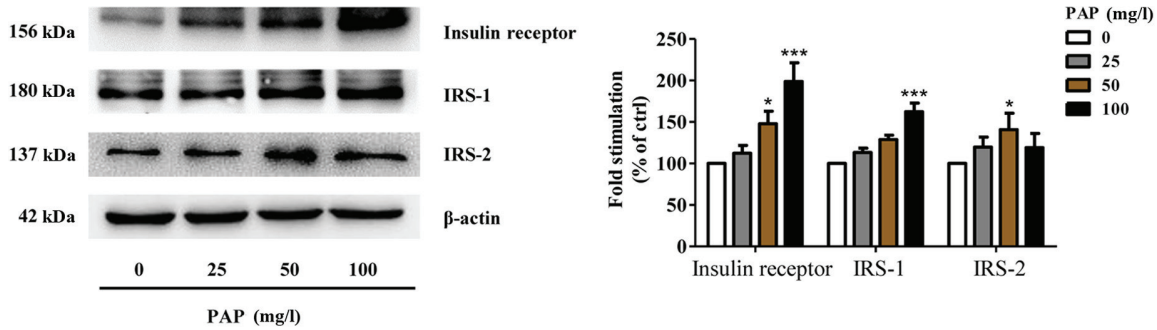 156 kDa
Insulin receptor
180 kDa
IRS-1
137 kDa
IRS-2
42 kDa
β-actin
0 25 50 100
PAP (mg/l)
Fold stimulation
(% of ctrl)
250
200
150
100
50
0
*
***
***
*
Insulin receptor IRS-1 IRS-2
PAP (mg/l)
0
25
50
100